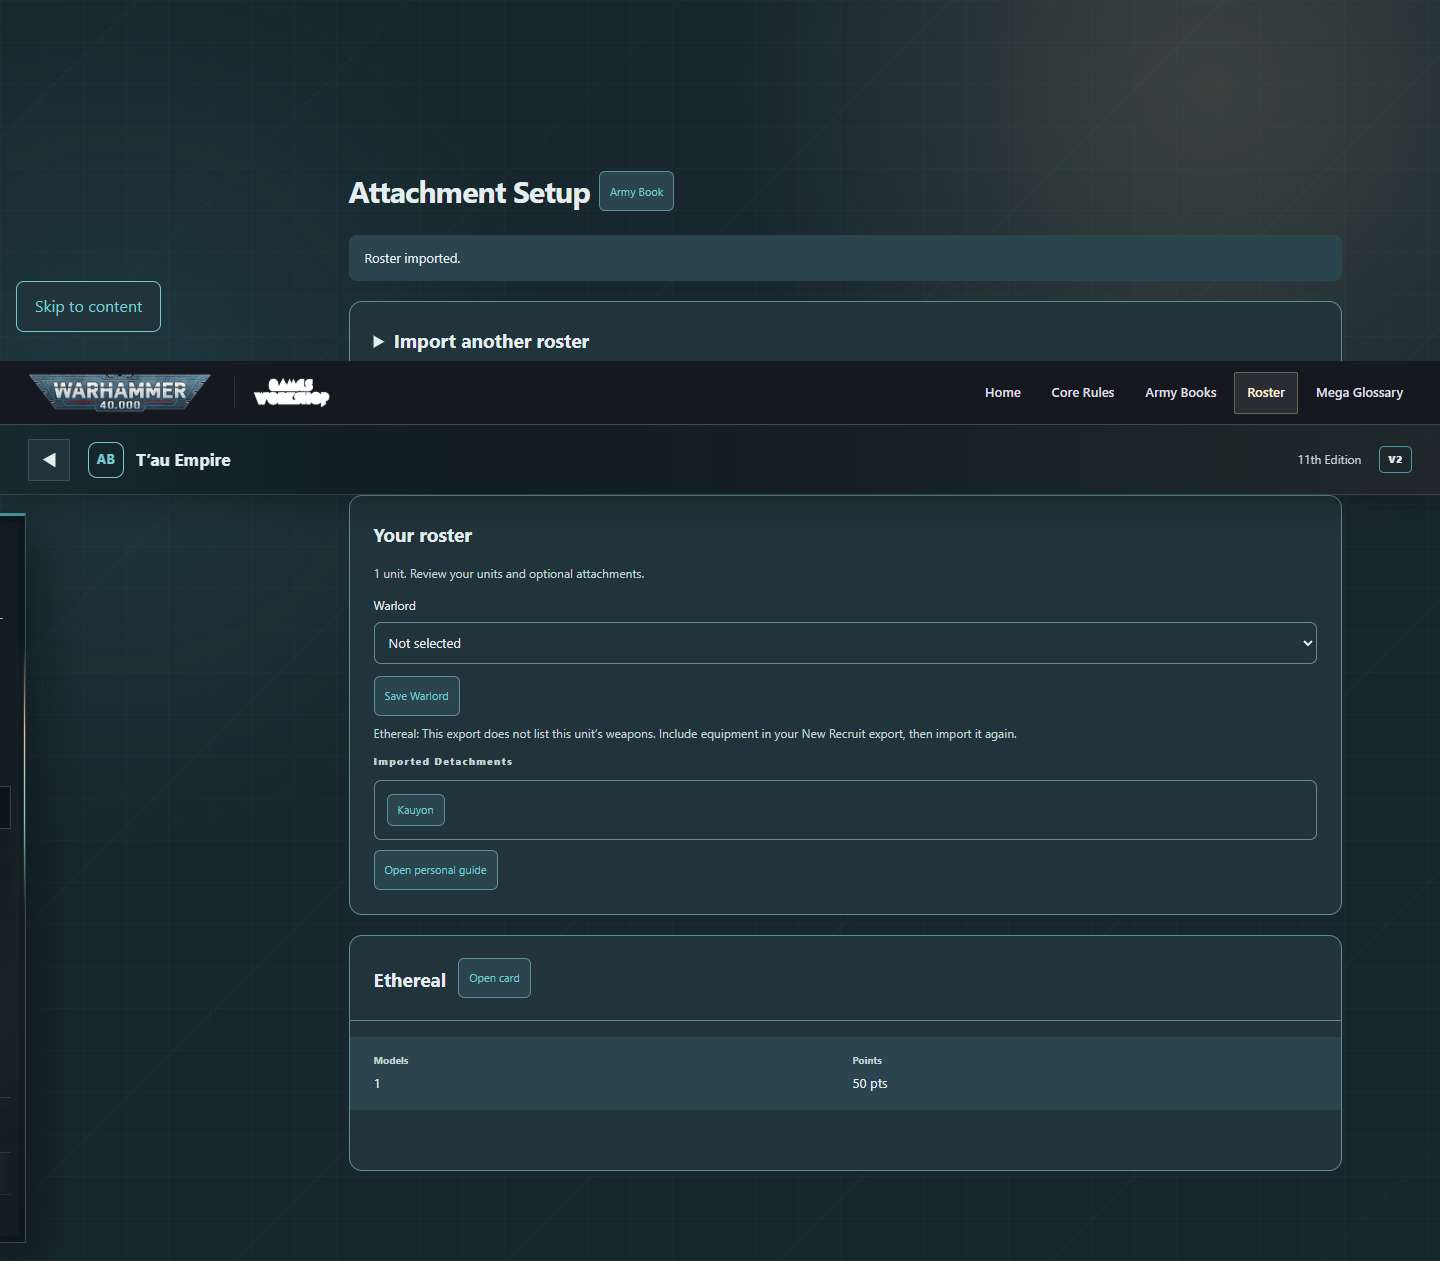 Attachment Setup
Army Book
Roster imported.
Skip to content
Import another roster
WARHAMMER
40,000
GAMES
WORKSHOP
Home
Core Rules
Army Books
Roster
Mega Glossary
AB
T'au Empire
11th Edition
V2
Your roster
1 unit. Review your units and optional attachments.
Warlord
Not selected
Save Warlord
Ethereal: This export does not list this unit's weapons. Include equipment in your New Recruit export, then import it again.
Imported Detachments
Kauyon
Open personal guide
Ethereal
Open card
Models
Points
1
50 pts